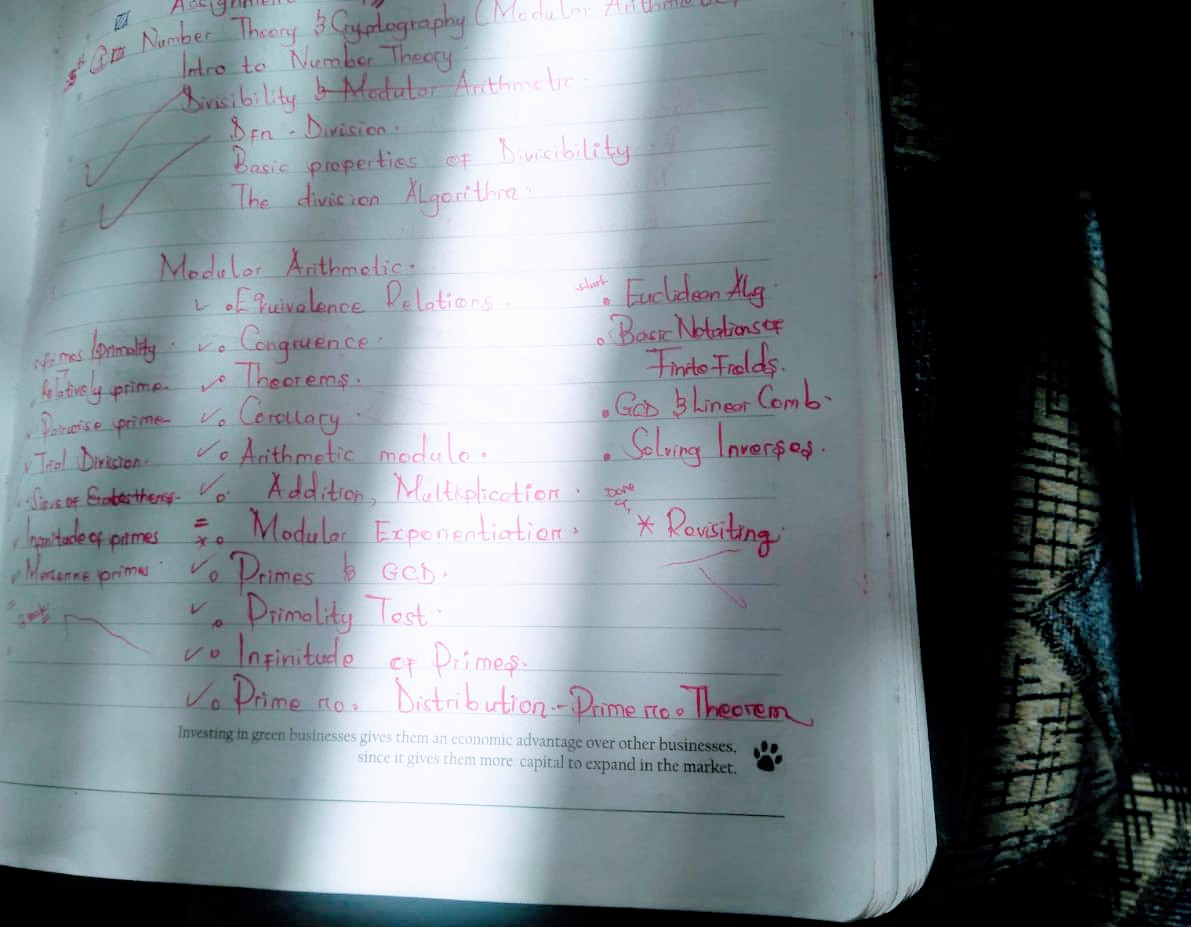 Assignment
Number Theory & Cryptography (Modular Arithmetic)
Intro to Number Theory
Divisibility & Modular Arithmetic.
Dfn - Division.
Basic properties of Divisibility.
The division Algorithm.
Modular Arithmetic.
• Equivalence Relations.
• Congruence.
• Theorems.
• Corollary.
• Arithmetic modulo.
• Addition, Multiplication.
• Modular Exponentiation.
• Primes & GCD.
• Primality Test.
• Infinitude of Primes.
• Prime no. Distribution - Prime no. Theorem
Primes / primality.
Relatively prime
Pairwise prime
Trial Division.
Sieve of
Infinitude of primes
Mersenne primes
start
• Euclidean Alg.
• Basic Notations of
Finite Fields.
• GCD & Linear Comb.
• Solving Inverses.
Done
* Revisiting.
Investing in green businesses gives them an economic advantage over other businesses,
since it gives them more capital to expand in the market.